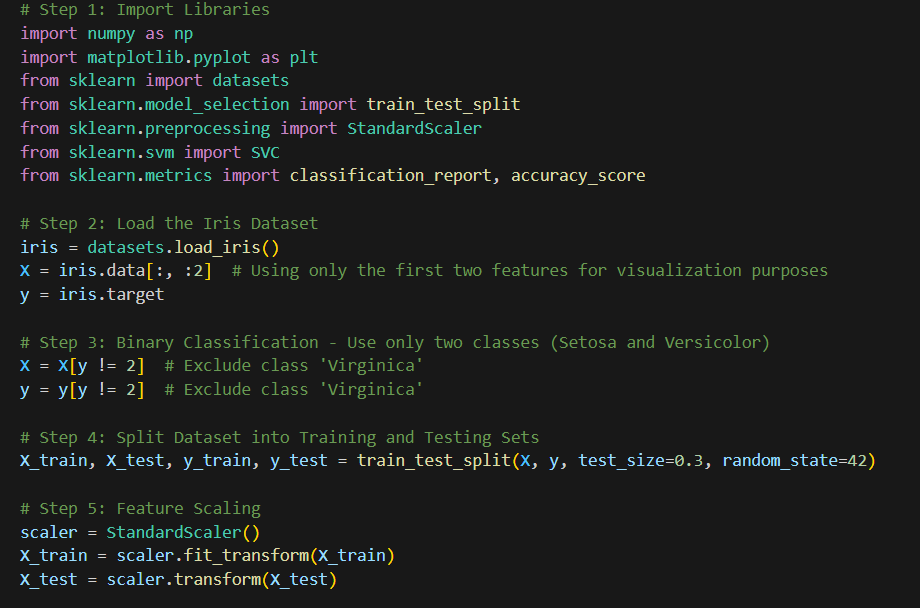 # Step 1: Import Libraries
import numpy as np
import matplotlib.pyplot as plt
from sklearn import datasets
from sklearn.model_selection import train_test_split
from sklearn.preprocessing import StandardScaler
from sklearn.svm import SVC
from sklearn.metrics import classification_report, accuracy_score
# Step 2: Load the Iris Dataset
iris = datasets.load_iris()
X = iris.data[:, :2]  # Using only the first two features for visualization purposes
y = iris.target
# Step 3: Binary Classification - Use only two classes (Setosa and Versicolor)
X = X[y != 2]  # Exclude class 'Virginica'
y = y[y != 2]  # Exclude class 'Virginica'
# Step 4: Split Dataset into Training and Testing Sets
X_train, X_test, y_train, y_test = train_test_split(X, y, test_size=0.3, random_state=42)
# Step 5: Feature Scaling
scaler = StandardScaler()
X_train = scaler.fit_transform(X_train)
X_test = scaler.transform(X_test)